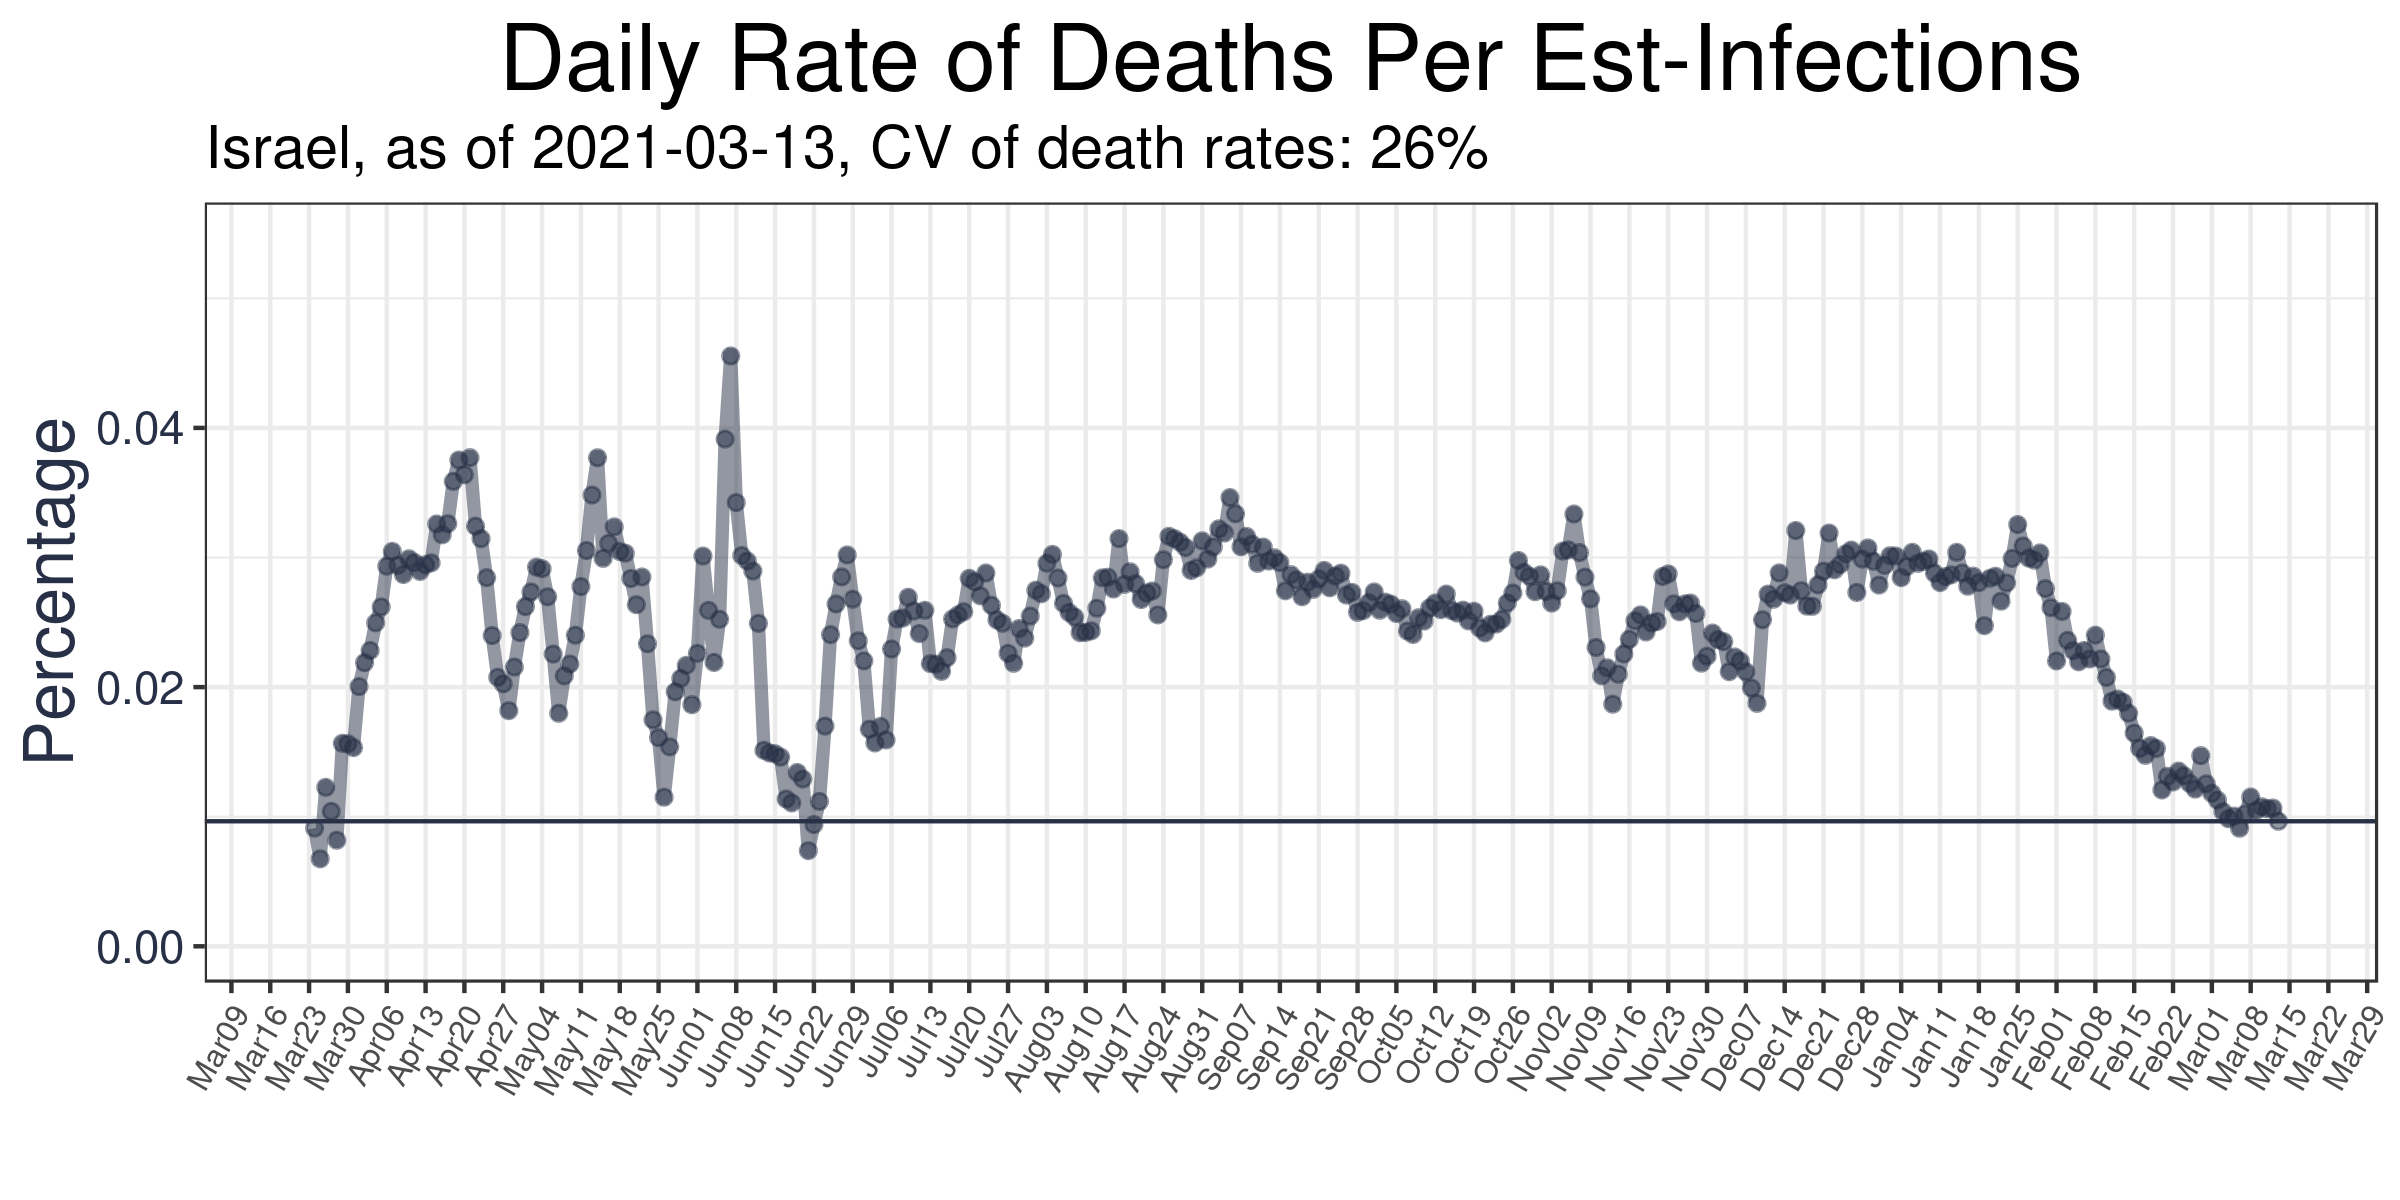 Daily Rate of Deaths Per Est-Infections
Israel, as of 2021-03-13, CV of death rates: 26%
Percentage
0.04
0.02
0.00
Mar09 Mar16 Mar23 Mar30 Apr06 Apr13 Apr20 Apr27 May04 May11 May18 May25 Jun01 Jun08 Jun15 Jun22 Jun29 Jul06 Jul13 Jul20 Jul27 Aug03 Aug10 Aug17 Aug24 Aug31 Sep07 Sep14 Sep21 Sep28 Oct05 Oct12 Oct19 Oct26 Nov02 Nov09 Nov16 Nov23 Nov30 Dec07 Dec14 Dec21 Dec28 Jan04 Jan11 Jan18 Jan25 Feb01 Feb08 Feb15 Feb22 Mar01 Mar08 Mar15 Mar22 Mar29